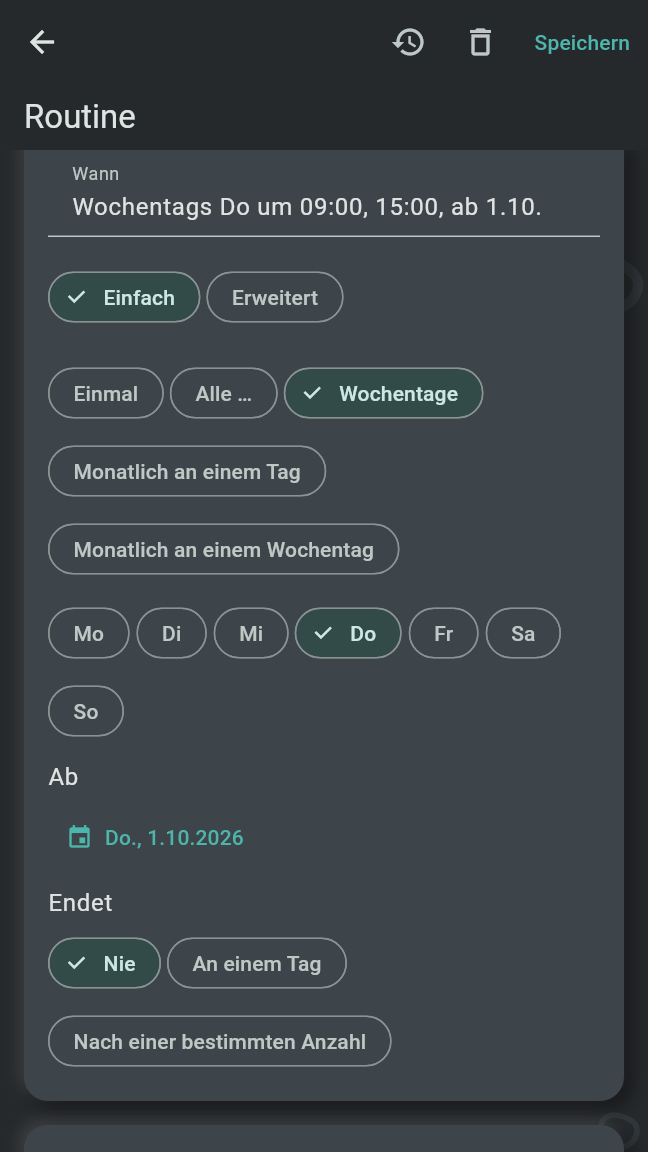 Speichern
Routine
Wann
Wochentags Do um 09:00, 15:00, ab 1.10.
Einfach Erweitert
Einmal Alle ... Wochentage
Monatlich an einem Tag
Monatlich an einem Wochentag
Mo Di Mi Do Fr Sa
So
Ab
Do., 1.10.2026
Endet
Nie An einem Tag
Nach einer bestimmten Anzahl